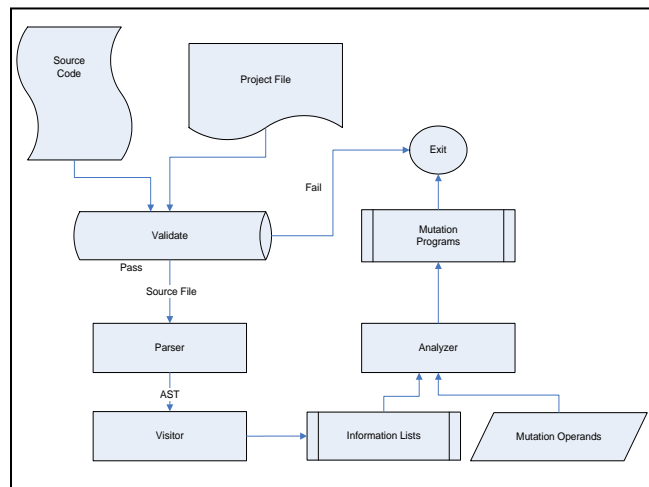 Source
Code
Project File
Exit
Fail
Validate
Mutation
Programs
Pass
Source File
Parser
Analyzer
AST
Visitor
Information Lists
Mutation Operands